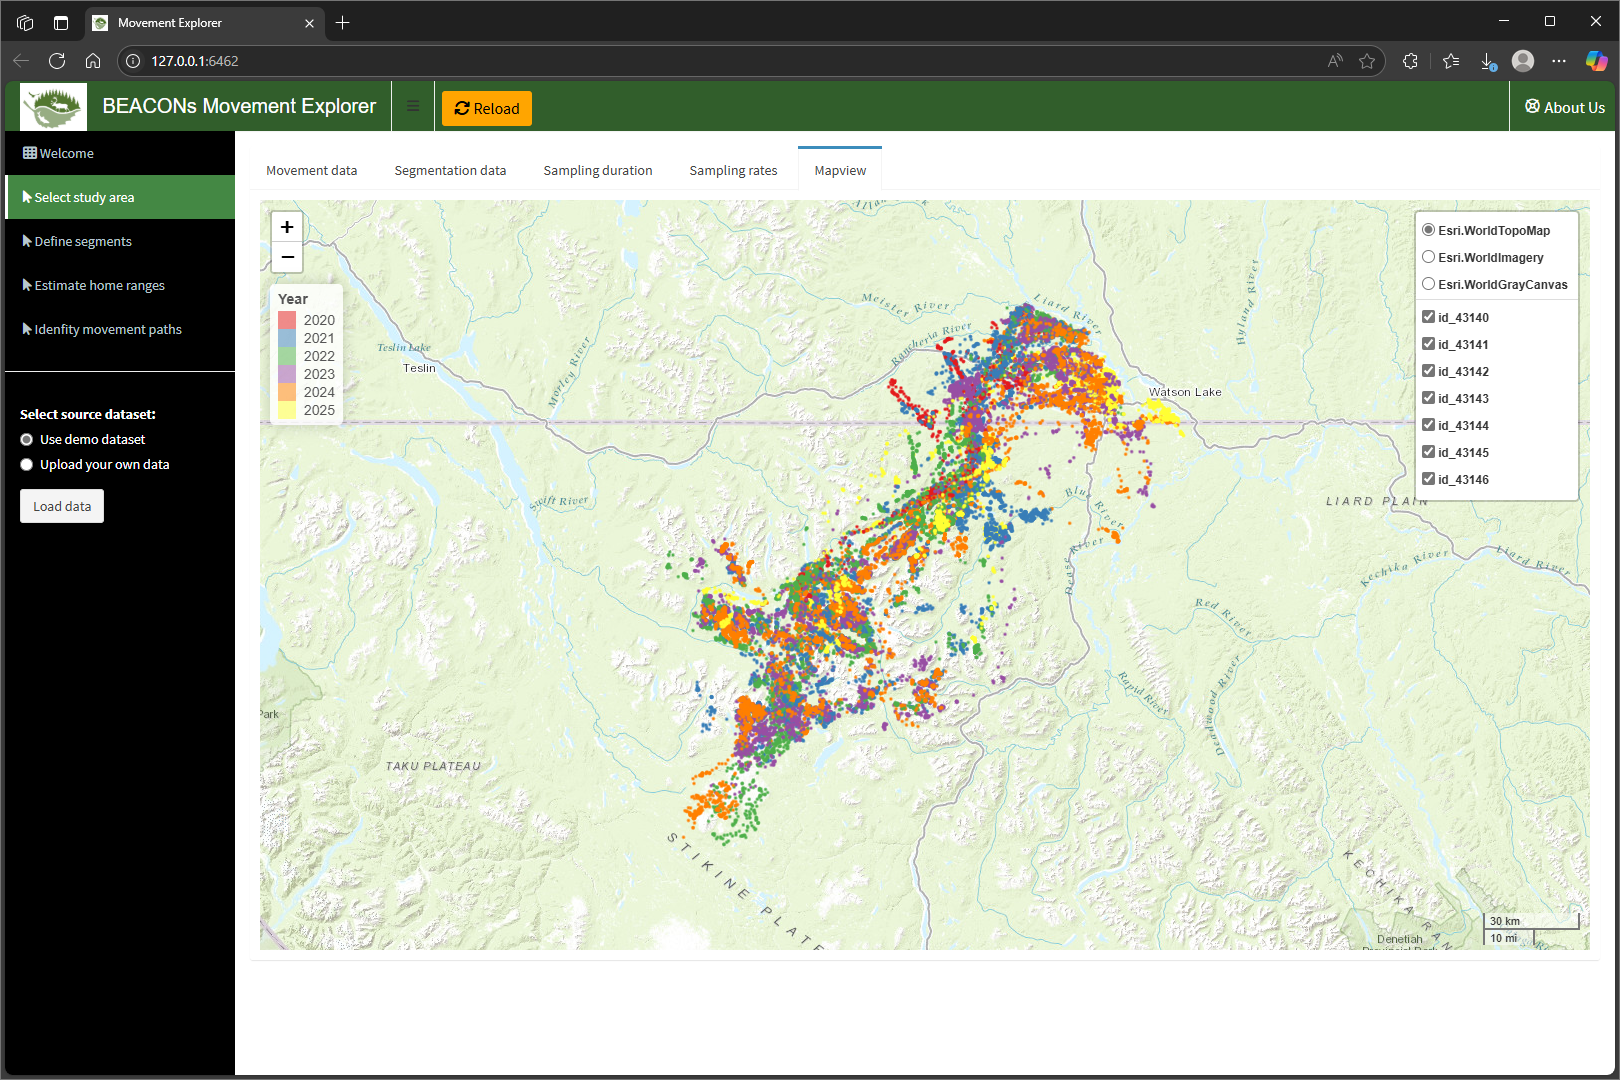 Movement Explorer
127.0.0.1:6462
BEACONs Movement Explorer
Reload
About Us
Welcome
Select study area
Define segments
Estimate home ranges
Idenfity movement paths
Select source dataset:
Use demo dataset
Upload your own data
Load data
Movement data
Segmentation data
Sampling duration
Sampling rates
Mapview
+
−
Year
2020
2021
2022
2023
2024
2025
Esri.WorldTopoMap
Esri.WorldImagery
Esri.WorldGrayCanvas
id_43140
id_43141
id_43142
id_43143
id_43144
id_43145
id_43146
Meister River
Liard River
Rancheria River
Hyland River
Teslin Lake
Teslin
Morley River
Watson Lake
Swift River
Blue River
LIARD PLAIN
Dease River
Kechika River
Liard River
Red River
Rapid River
Deadwood River
Park
TAKU PLATEAU
STIKINE PLATE
KECHIKA RAN
Denetiah
Provincial Park
30 km
10 mi